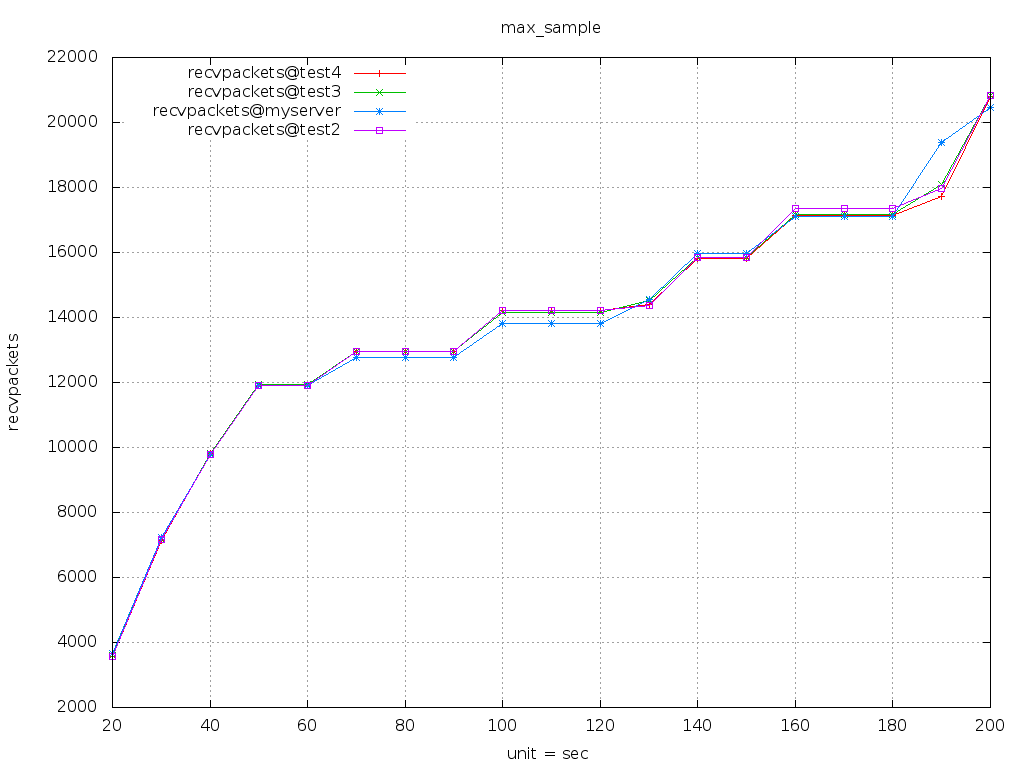 max_sample
22000
20000
18000
16000
14000
12000
10000
8000
6000
4000
2000
recvpackets
recvpackets@test4
recvpackets@test3
recvpackets@myserver
recvpackets@test2
20 40 60 80 100 120 140 160 180 200
unit = sec